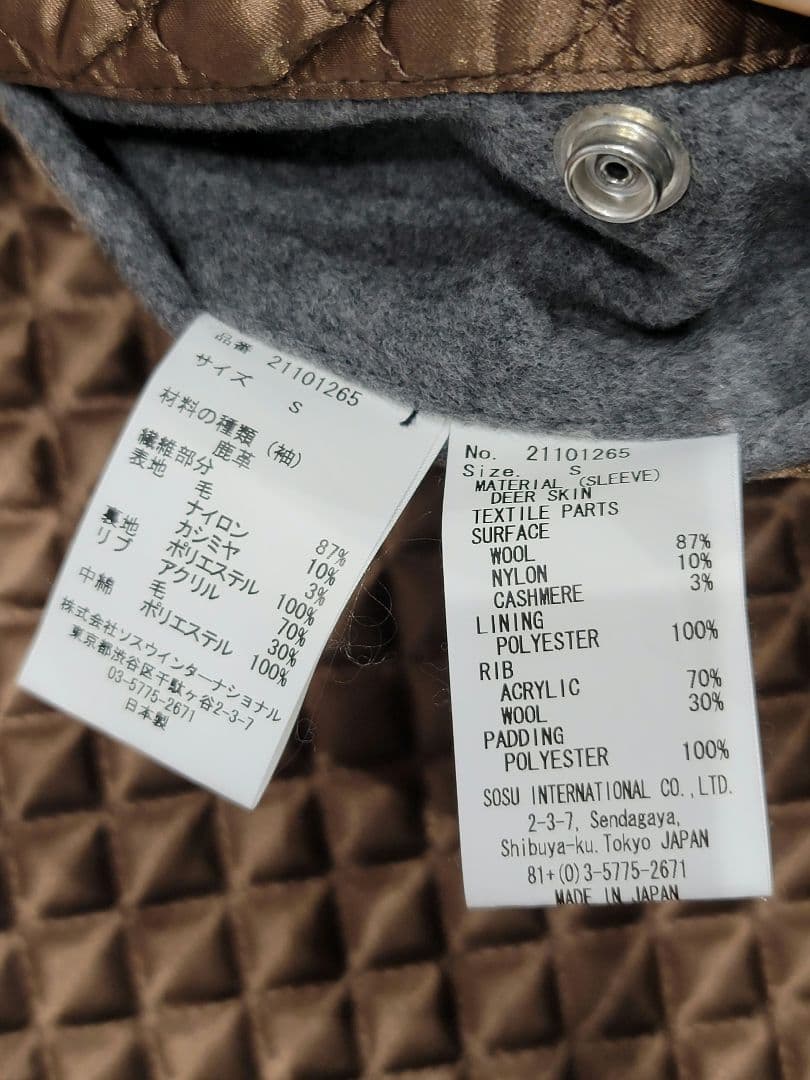 品番 21101265
サイズ S
材料の種類 (袖)
鹿革
繊維部分
表地 毛 87%
ナイロン 10%
カシミヤ 3%
裏地 ポリエステル 100%
リブ アクリル 70%
毛 30%
中綿 ポリエステル 100%
株式会社ソスウインターナショナル
東京都渋谷区千駄ヶ谷2-3-7
03-5775-2671
日本製
No. 21101265
Size. S
MATERIAL (SLEEVE)
DEER SKIN
TEXTILE PARTS
SURFACE
WOOL 87%
NYLON 10%
CASHMERE 3%
LINING
POLYESTER 100%
RIB
ACRYLIC 70%
WOOL 30%
PADDING
POLYESTER 100%
SOSU INTERNATIONAL CO.,LTD.
2-3-7, Sendagaya,
Shibuya-ku.Tokyo JAPAN
81+(0)3-5775-2671
MADE IN JAPAN